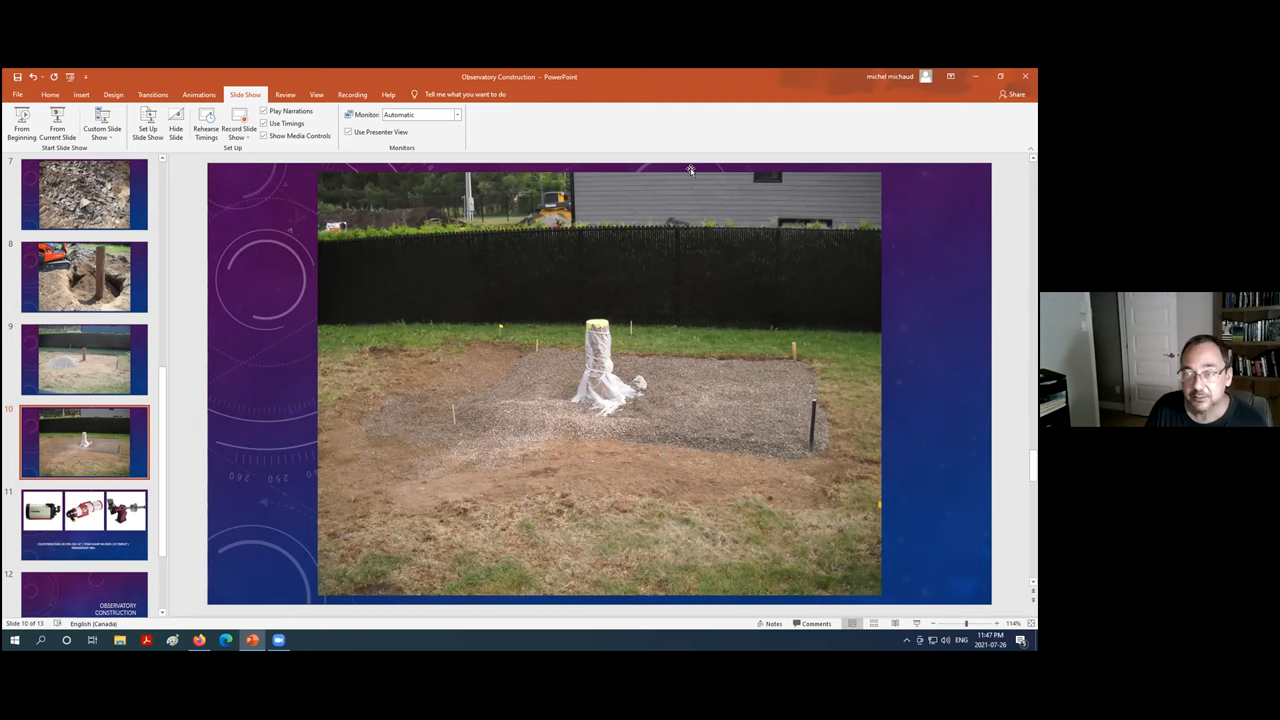 Observatory Construction - PowerPoint
michel michaud
File Home Insert Design Transitions Animations Slide Show Review View Recording Help Tell me what you want to do
Share
From Beginning
From Current Slide
Custom Slide Show
Set Up Slide Show
Hide Slide
Rehearse Timings
Record Slide Show
Play Narrations
Use Timings
Show Media Controls
Monitor: Automatic
Use Presenter View
Start Slide Show
Set Up
Monitors
7
8
9
10
11
12
OBSERVATORY
CONSTRUCTION
260
Slide 10 of 13
English (Canada)
Notes
Comments
114%
ENG
11:47 PM
2021-07-26